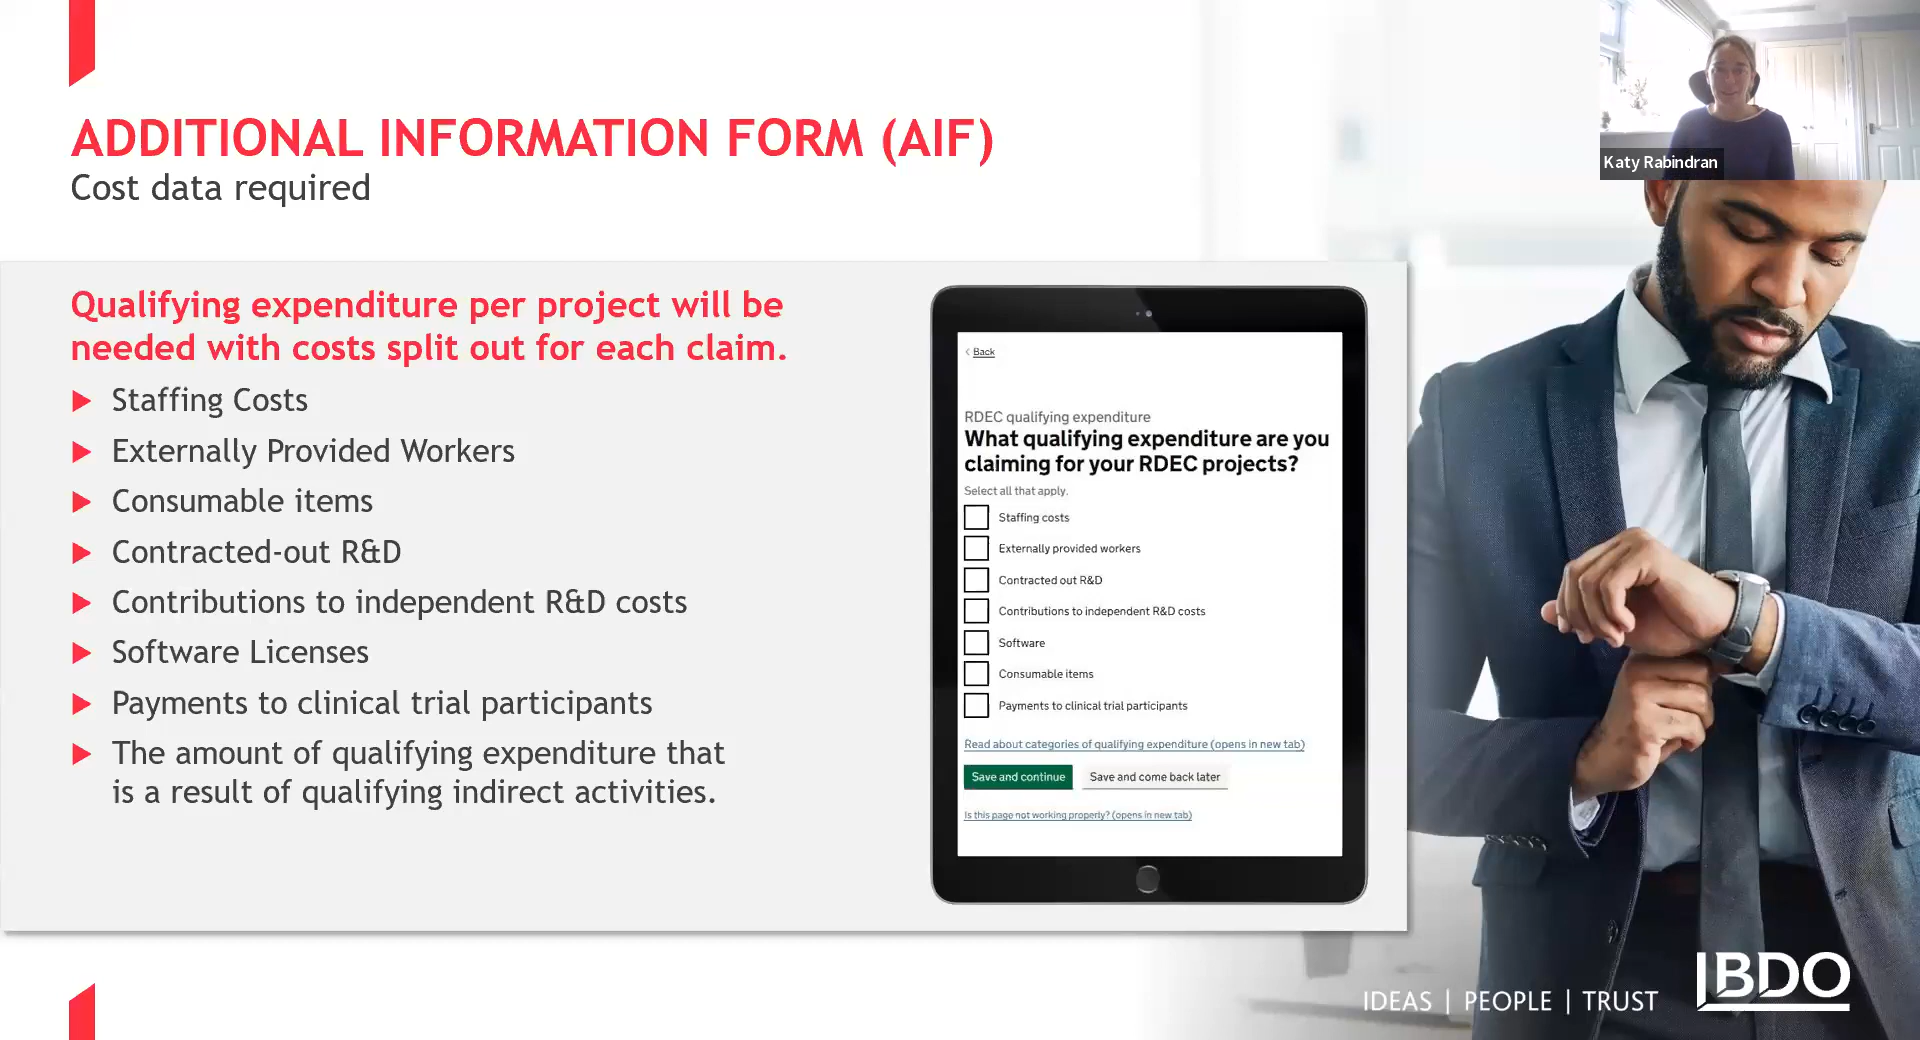 ADDITIONAL INFORMATION FORM (AIF)
Cost data required
Katy Rabindran
Qualifying expenditure per project will be
needed with costs split out for each claim.
Staffing Costs
Externally Provided Workers
Consumable items
Contracted-out R&D
Contributions to independent R&D costs
Software Licenses
Payments to clinical trial participants
The amount of qualifying expenditure that
is a result of qualifying indirect activities.
Back
RDEC qualifying expenditure
What qualifying expenditure are you
claiming for your RDEC projects?
Select all that apply.
Staffing costs
Externally provided workers
Contracted out R&D
Contributions to independent R&D costs
Software
Consumable items
Payments to clinical trial participants
Read about categories of qualifying expenditure (opens in new tab)
Save and continue Save and come back later
Is this page not working properly? (opens in new tab)
IDEAS | PEOPLE | TRUST
BDO